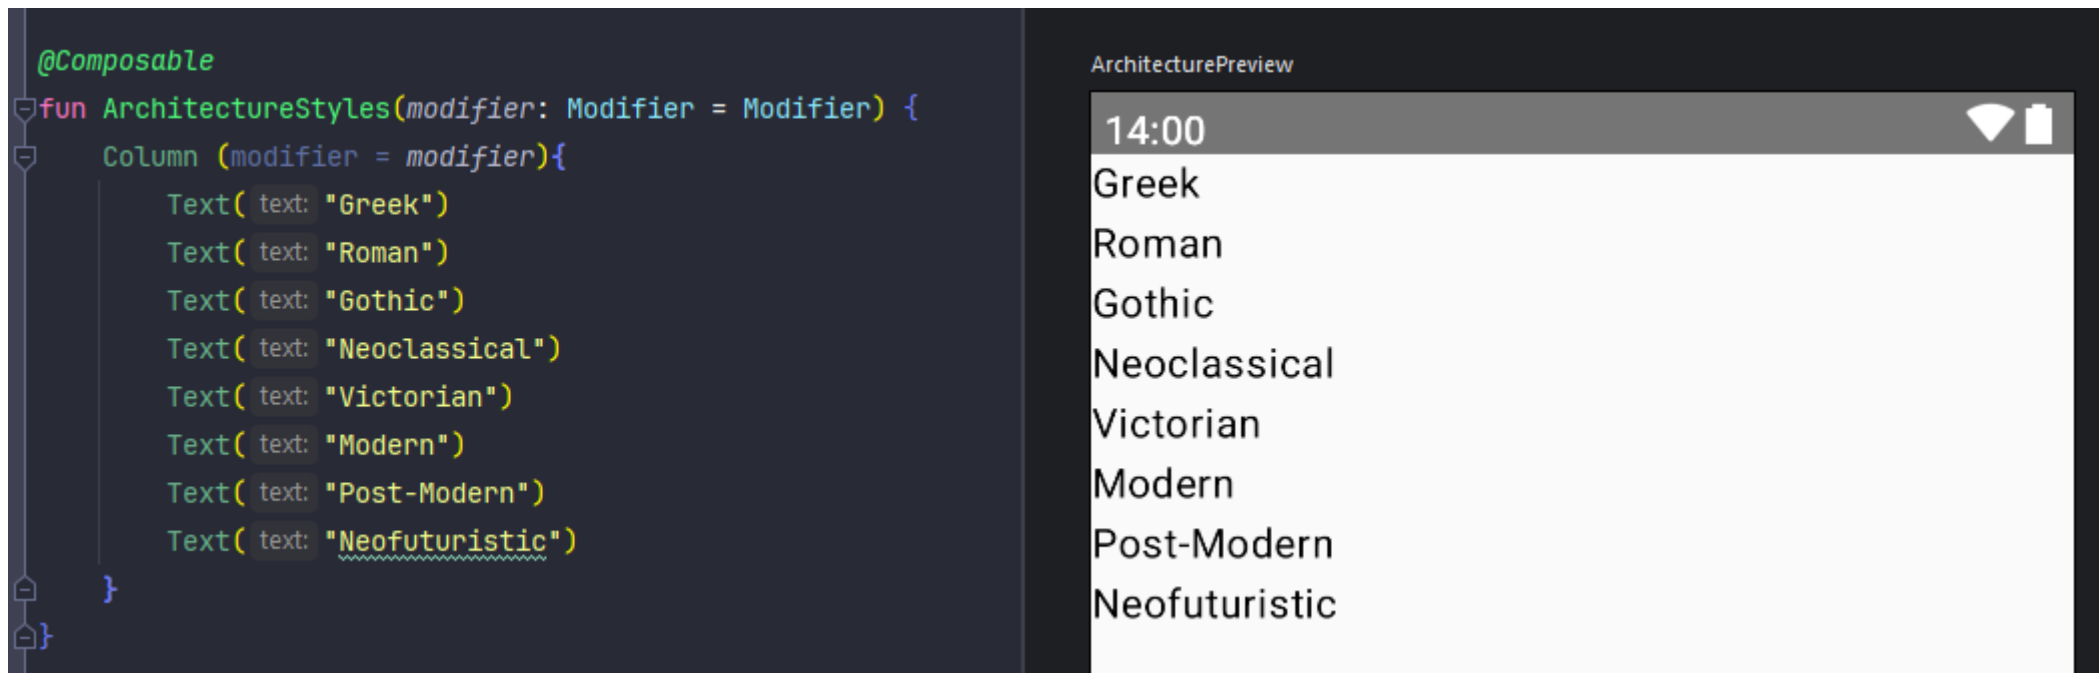 @Composable
fun ArchitectureStyles(modifier: Modifier = Modifier) {
Column (modifier = modifier){
Text( text: "Greek")
Text( text: "Roman")
Text( text: "Gothic")
Text( text: "Neoclassical")
Text( text: "Victorian")
Text( text: "Modern")
Text( text: "Post-Modern")
Text( text: "Neofuturistic")
}
}
ArchitecturePreview
14:00
Greek
Roman
Gothic
Neoclassical
Victorian
Modern
Post-Modern
Neofuturistic